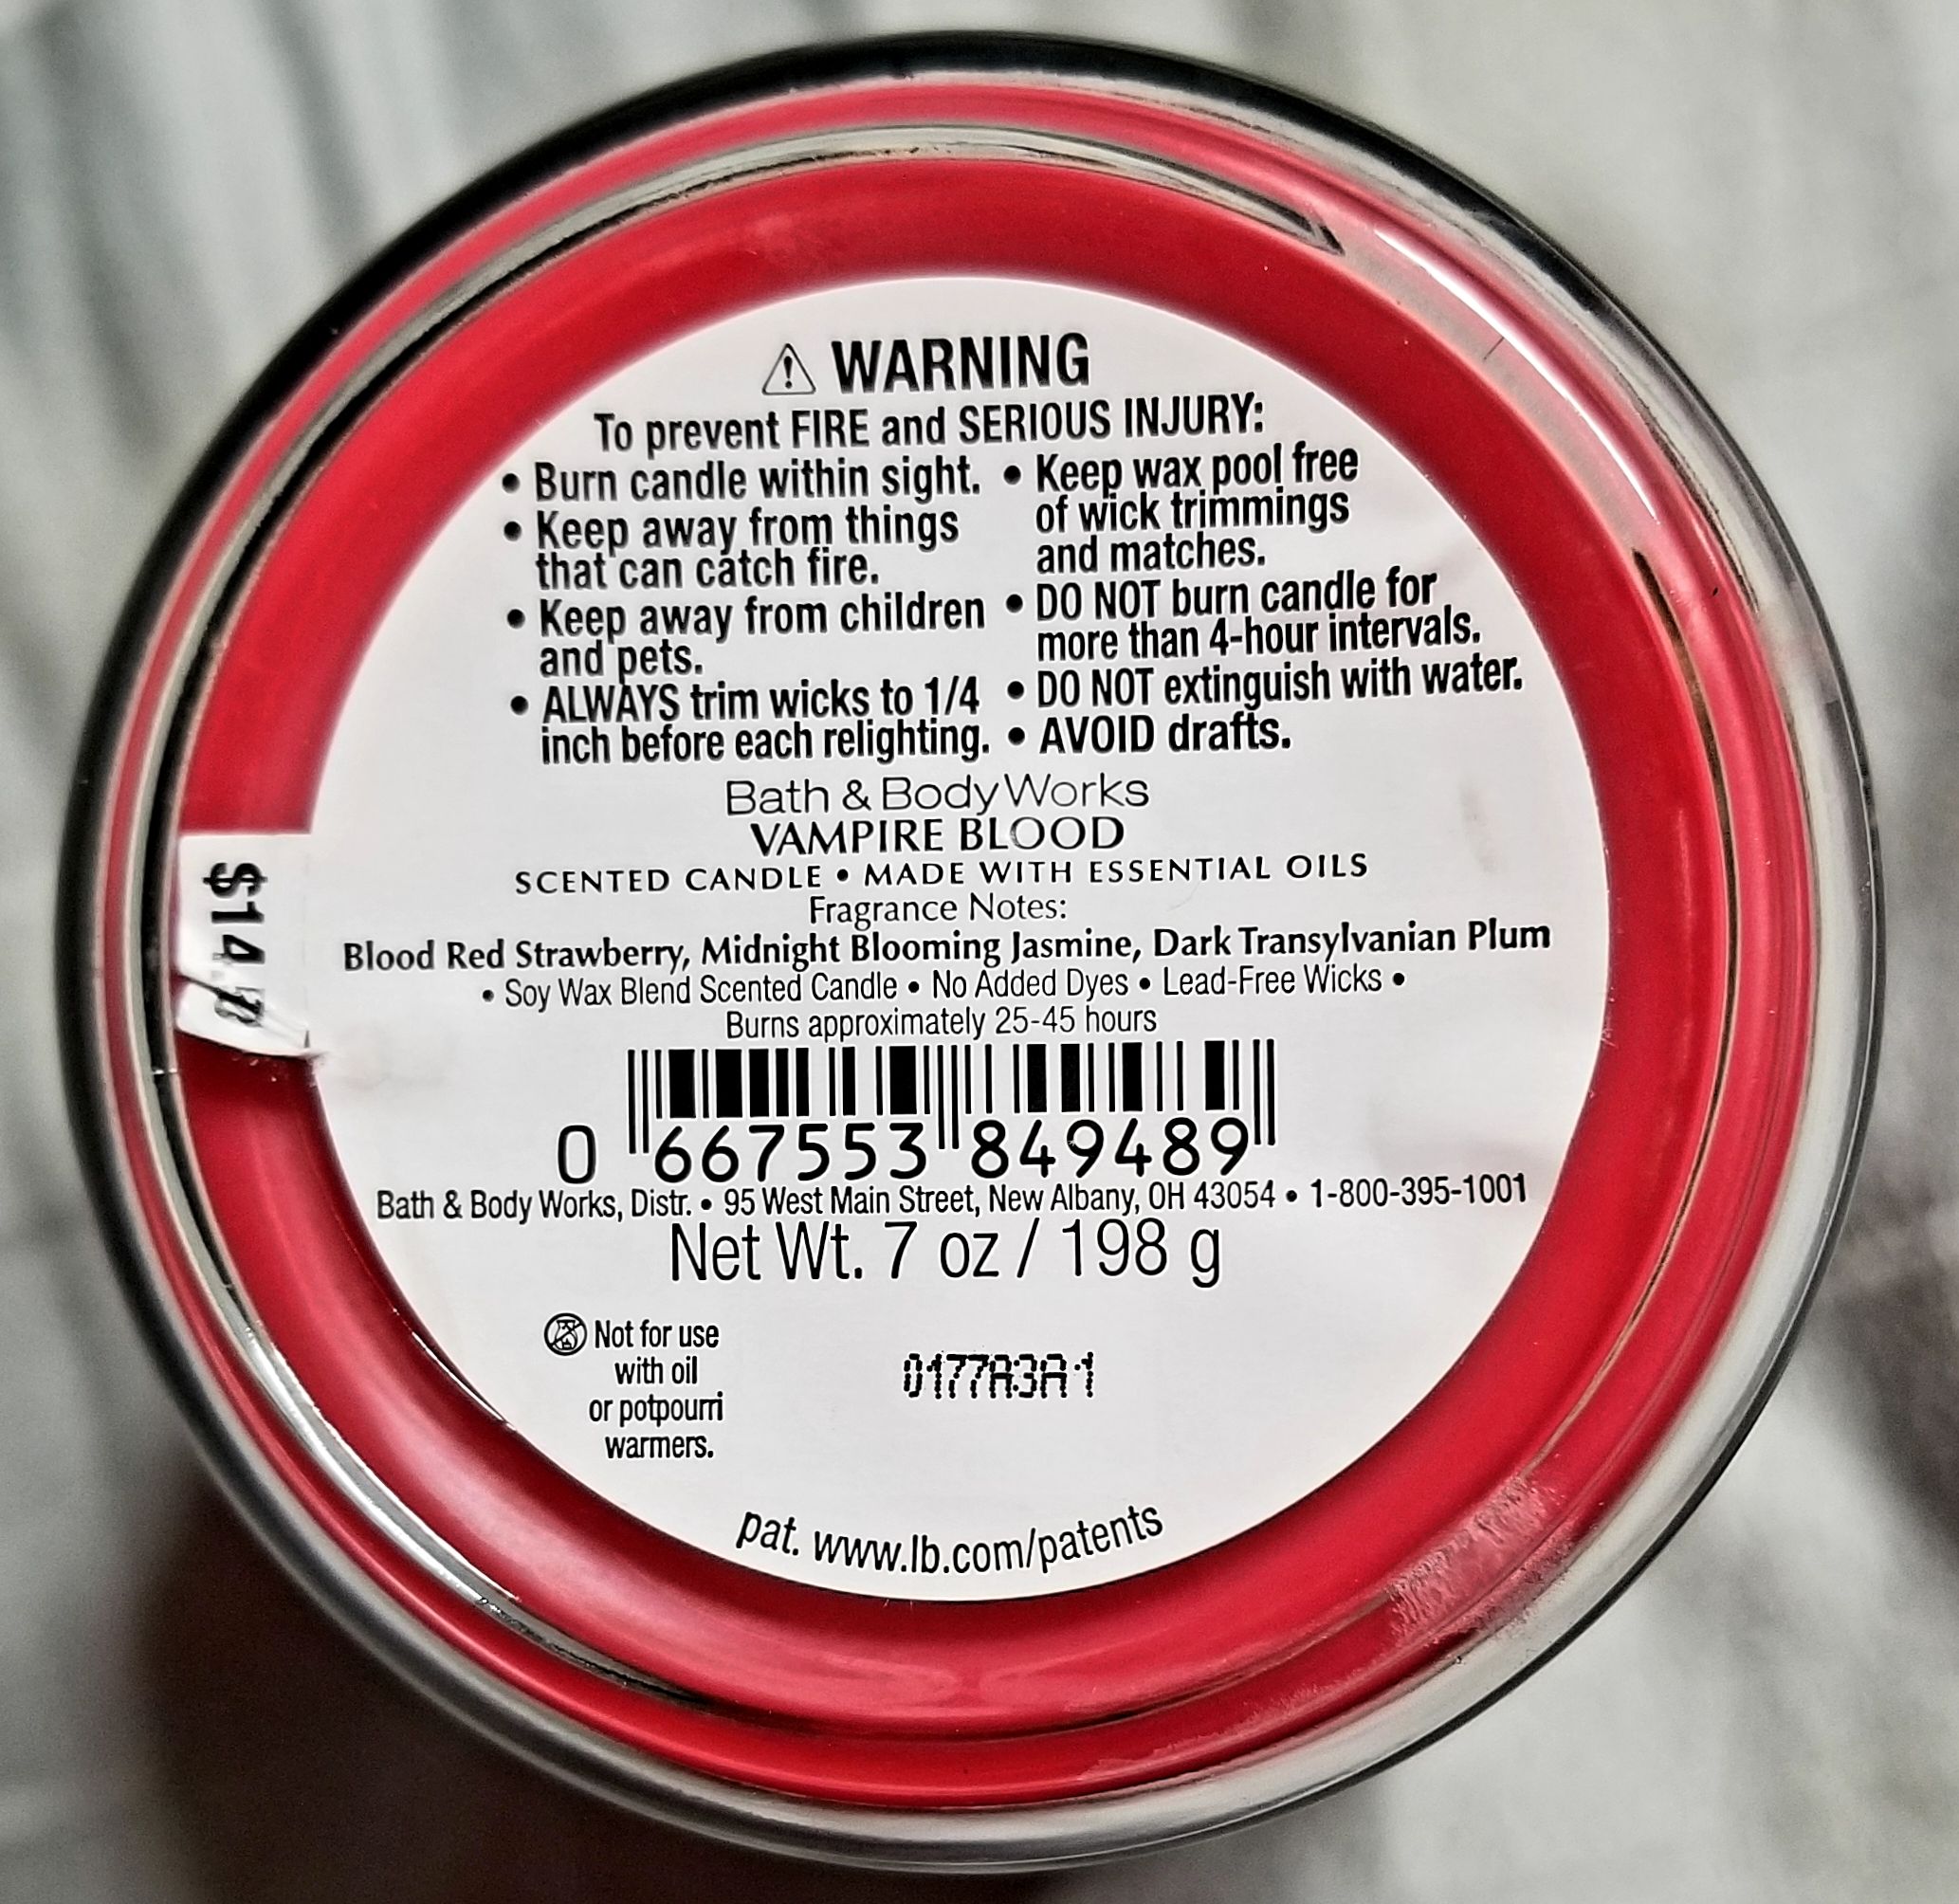 WARNING
To prevent FIRE and SERIOUS INJURY:
• Burn candle within sight.
• Keep away from things
that can catch fire.
• Keep away from children
and pets.
• ALWAYS trim wicks to 1/4
inch before each relighting.
• Keep wax pool free
of wick trimmings
and matches.
• DO NOT burn candle for
more than 4-hour intervals.
• DO NOT extinguish with water.
• AVOID drafts.
Bath & Body Works
VAMPIRE BLOOD
SCENTED CANDLE • MADE WITH ESSENTIAL OILS
Fragrance Notes:
Blood Red Strawberry, Midnight Blooming Jasmine, Dark Transylvanian Plum
• Soy Wax Blend Scented Candle • No Added Dyes • Lead-Free Wicks •
Burns approximately 25-45 hours
0 667553 849489
Bath & Body Works, Distr. • 95 West Main Street, New Albany, OH 43054 • 1-800-395-1001
Net Wt. 7 oz / 198 g
Not for use
with oil
or potpourri
warmers.
0177A3A1
pat. www.lb.com/patents